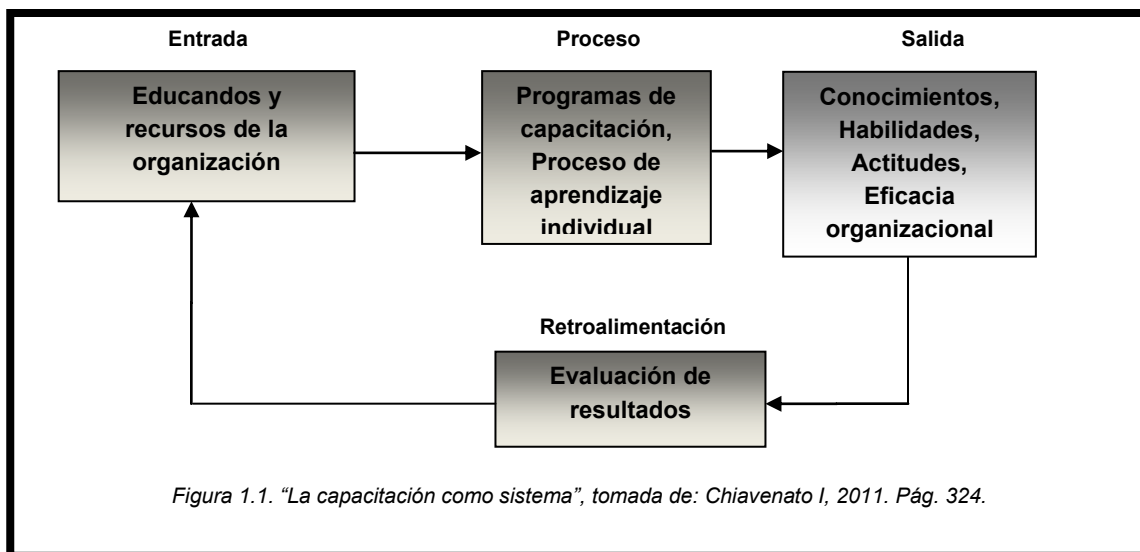 Entrada
Educandos y
recursos de la
organización
Proceso
Programas de
capacitación,
Proceso de
aprendizaje
individual
Salida
Conocimientos,
Habilidades,
Actitudes,
Eficacia
organizacional
Retroalimentación
Evaluación de
resultados
Figura 1.1. “La capacitación como sistema”, tomada de: Chiavenato I, 2011. Pág. 324.